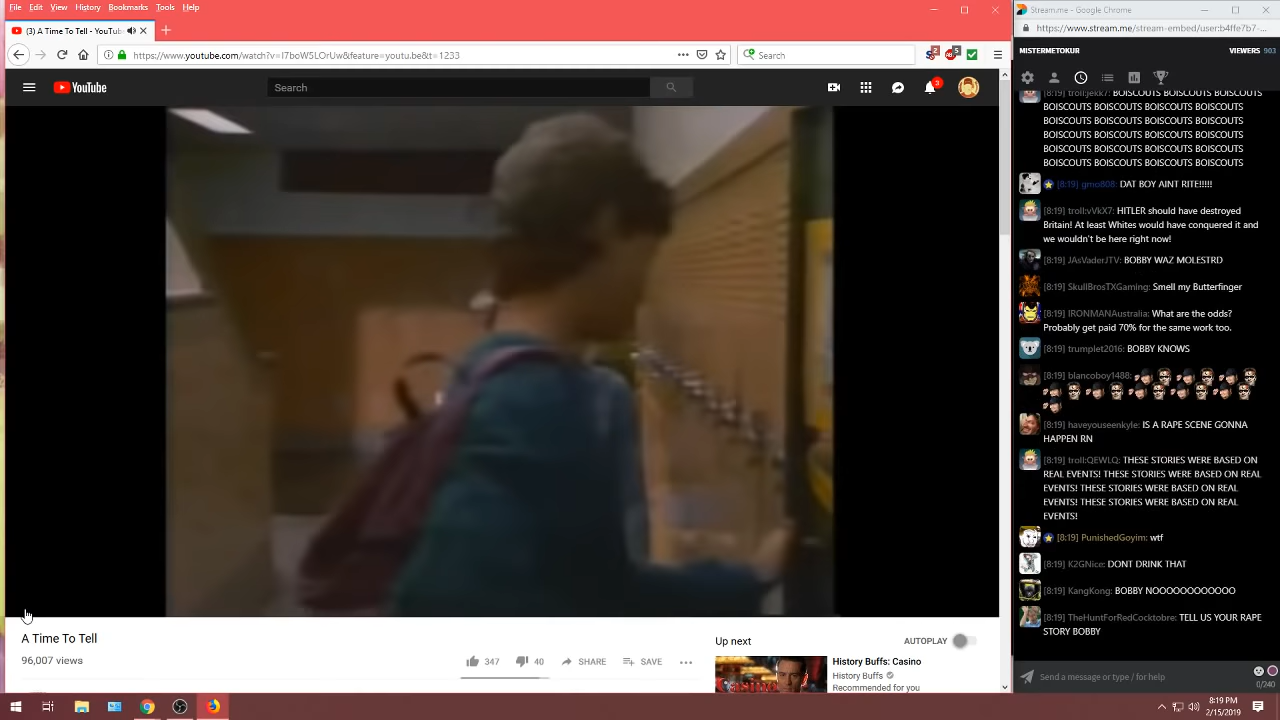 File Edit View History Bookmarks Tools Help
(3) A Time To Tell - YouTub
https://www.youtube.com/watch?v=I7boW5LOrUw&feature=youtu.be&t=1233
Search
2
5
YouTube
Search
3
A Time To Tell
96,007 views
347 40 SHARE SAVE
Up next
AUTOPLAY
History Buffs: Casino
History Buffs
Recommended for you
Stream.me - Google Chrome
https://www.stream.me/stream-embed/user:b4ffe7b7-...
MISTERMETOKUR VIEWERS 903
[8:19] troll:jekk7: BOISCOUTS BOISCOUTS
BOISCOUTS BOISCOUTS BOISCOUTS BOISCOUTS
BOISCOUTS BOISCOUTS BOISCOUTS BOISCOUTS
BOISCOUTS BOISCOUTS BOISCOUTS BOISCOUTS
BOISCOUTS BOISCOUTS BOISCOUTS BOISCOUTS
BOISCOUTS BOISCOUTS BOISCOUTS BOISCOUTS
[8:19] gmoi808: DAT BOY AINT RITE!!!!!
[8:19] troll:vVkX7: HITLER should have destroyed
Britain! At least Whites would have conquered it and
we wouldn't be here right now!
[8:19] JAsVaderJTV: BOBBY WAZ MOLESTRD
[8:19] SkullBrosTXGaming: Smell my Butterfinger
[8:19] IRONMANAustralia: What are the odds?
Probably get paid 70% for the same work too.
[8:19] trumplet2016: BOBBY KNOWS
[8:19] blancoboy1488:
[8:19] haveyouseenkyle: IS A RAPE SCENE GONNA
HAPPEN RN
[8:19] troll:QEWLQ: THESE STORIES WERE BASED ON
REAL EVENTS! THESE STORIES WERE BASED ON REAL
EVENTS! THESE STORIES WERE BASED ON REAL
EVENTS! THESE STORIES WERE BASED ON REAL
EVENTS!
[8:19] PunishedGoyim: wtf
[8:19] K2GNice: DONT DRINK THAT
[8:19] KangKong: BOBBY NOOOOOOOOOOOO
[8:19] TheHuntForRedCocktobre: TELL US YOUR RAPE
STORY BOBBY
Send a message or type / for help
0/240
8:19 PM
2/15/2019